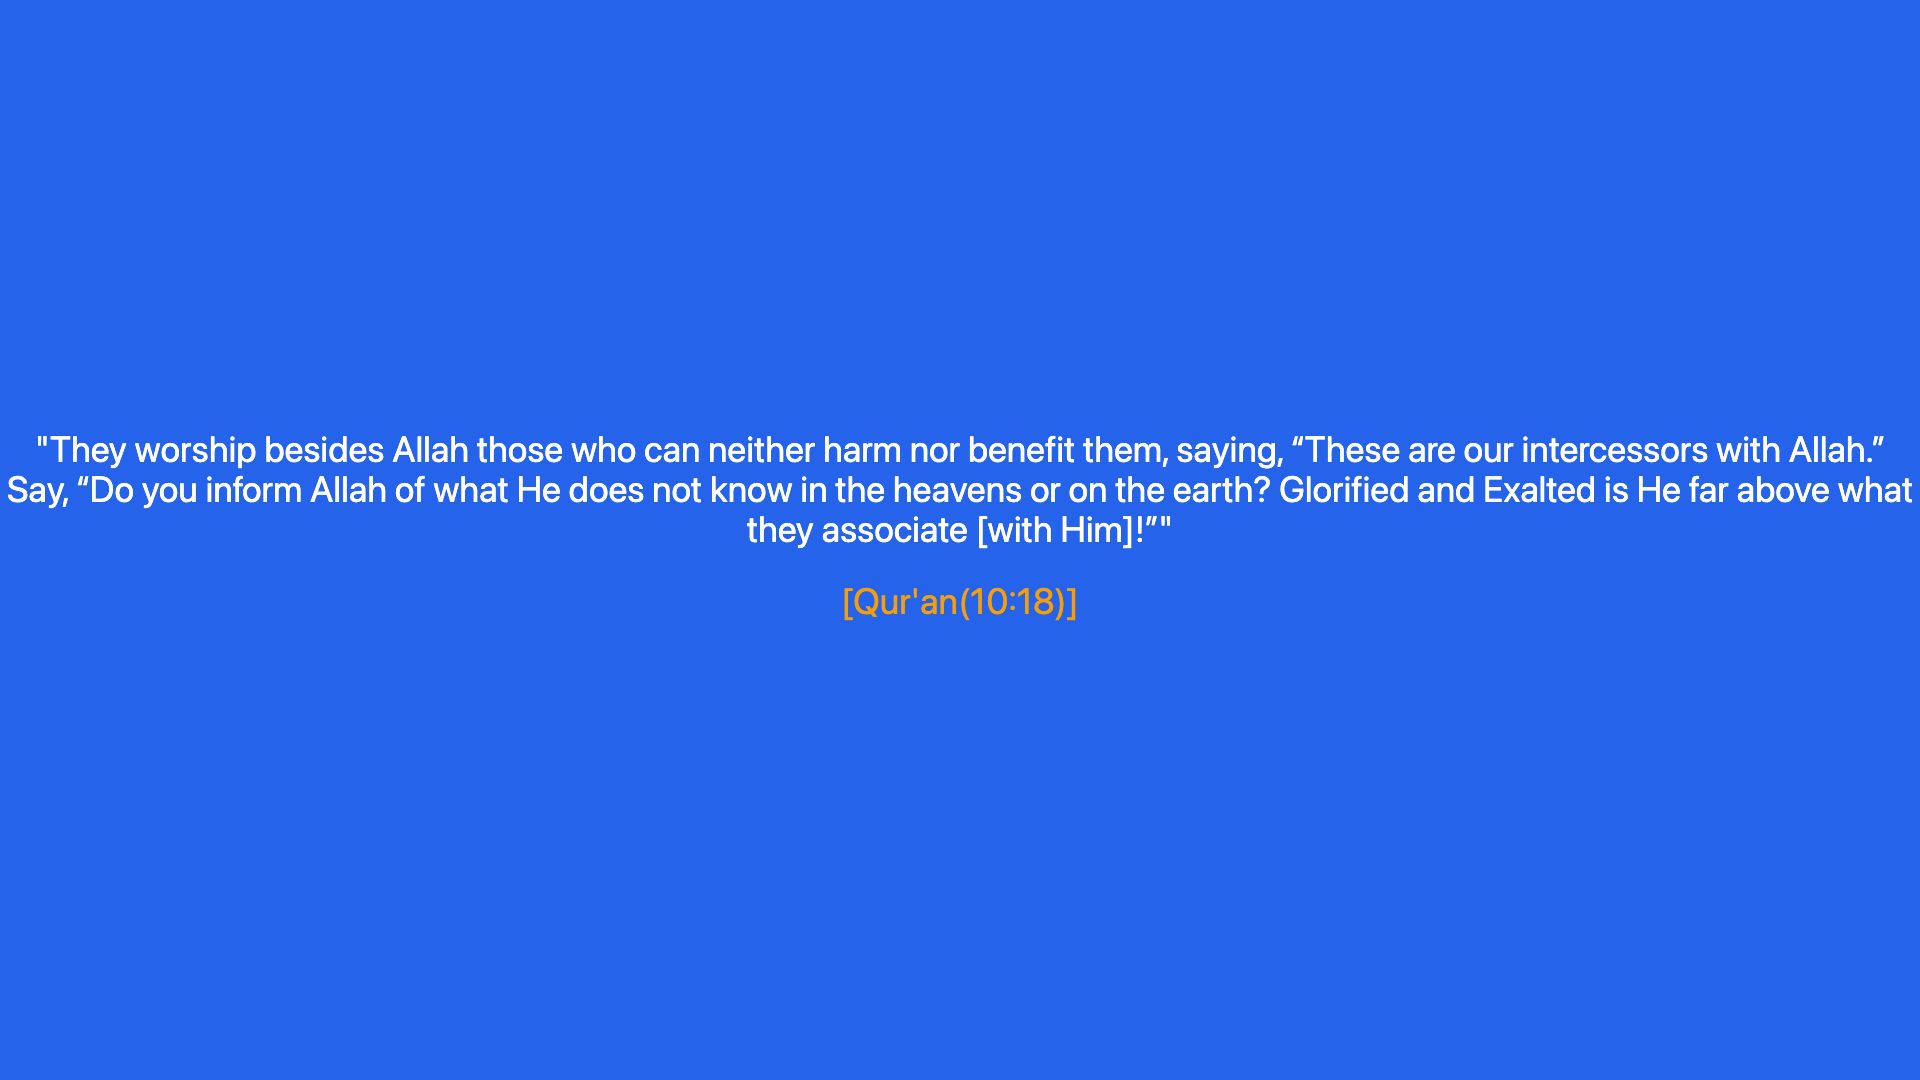 "They worship besides Allah those who can neither harm nor benefit them, saying, “These are our intercessors with Allah.”
Say, “Do you inform Allah of what He does not know in the heavens or on the earth? Glorified and Exalted is He far above what
they associate [with Him]!”"
[Qur'an(10:18)]